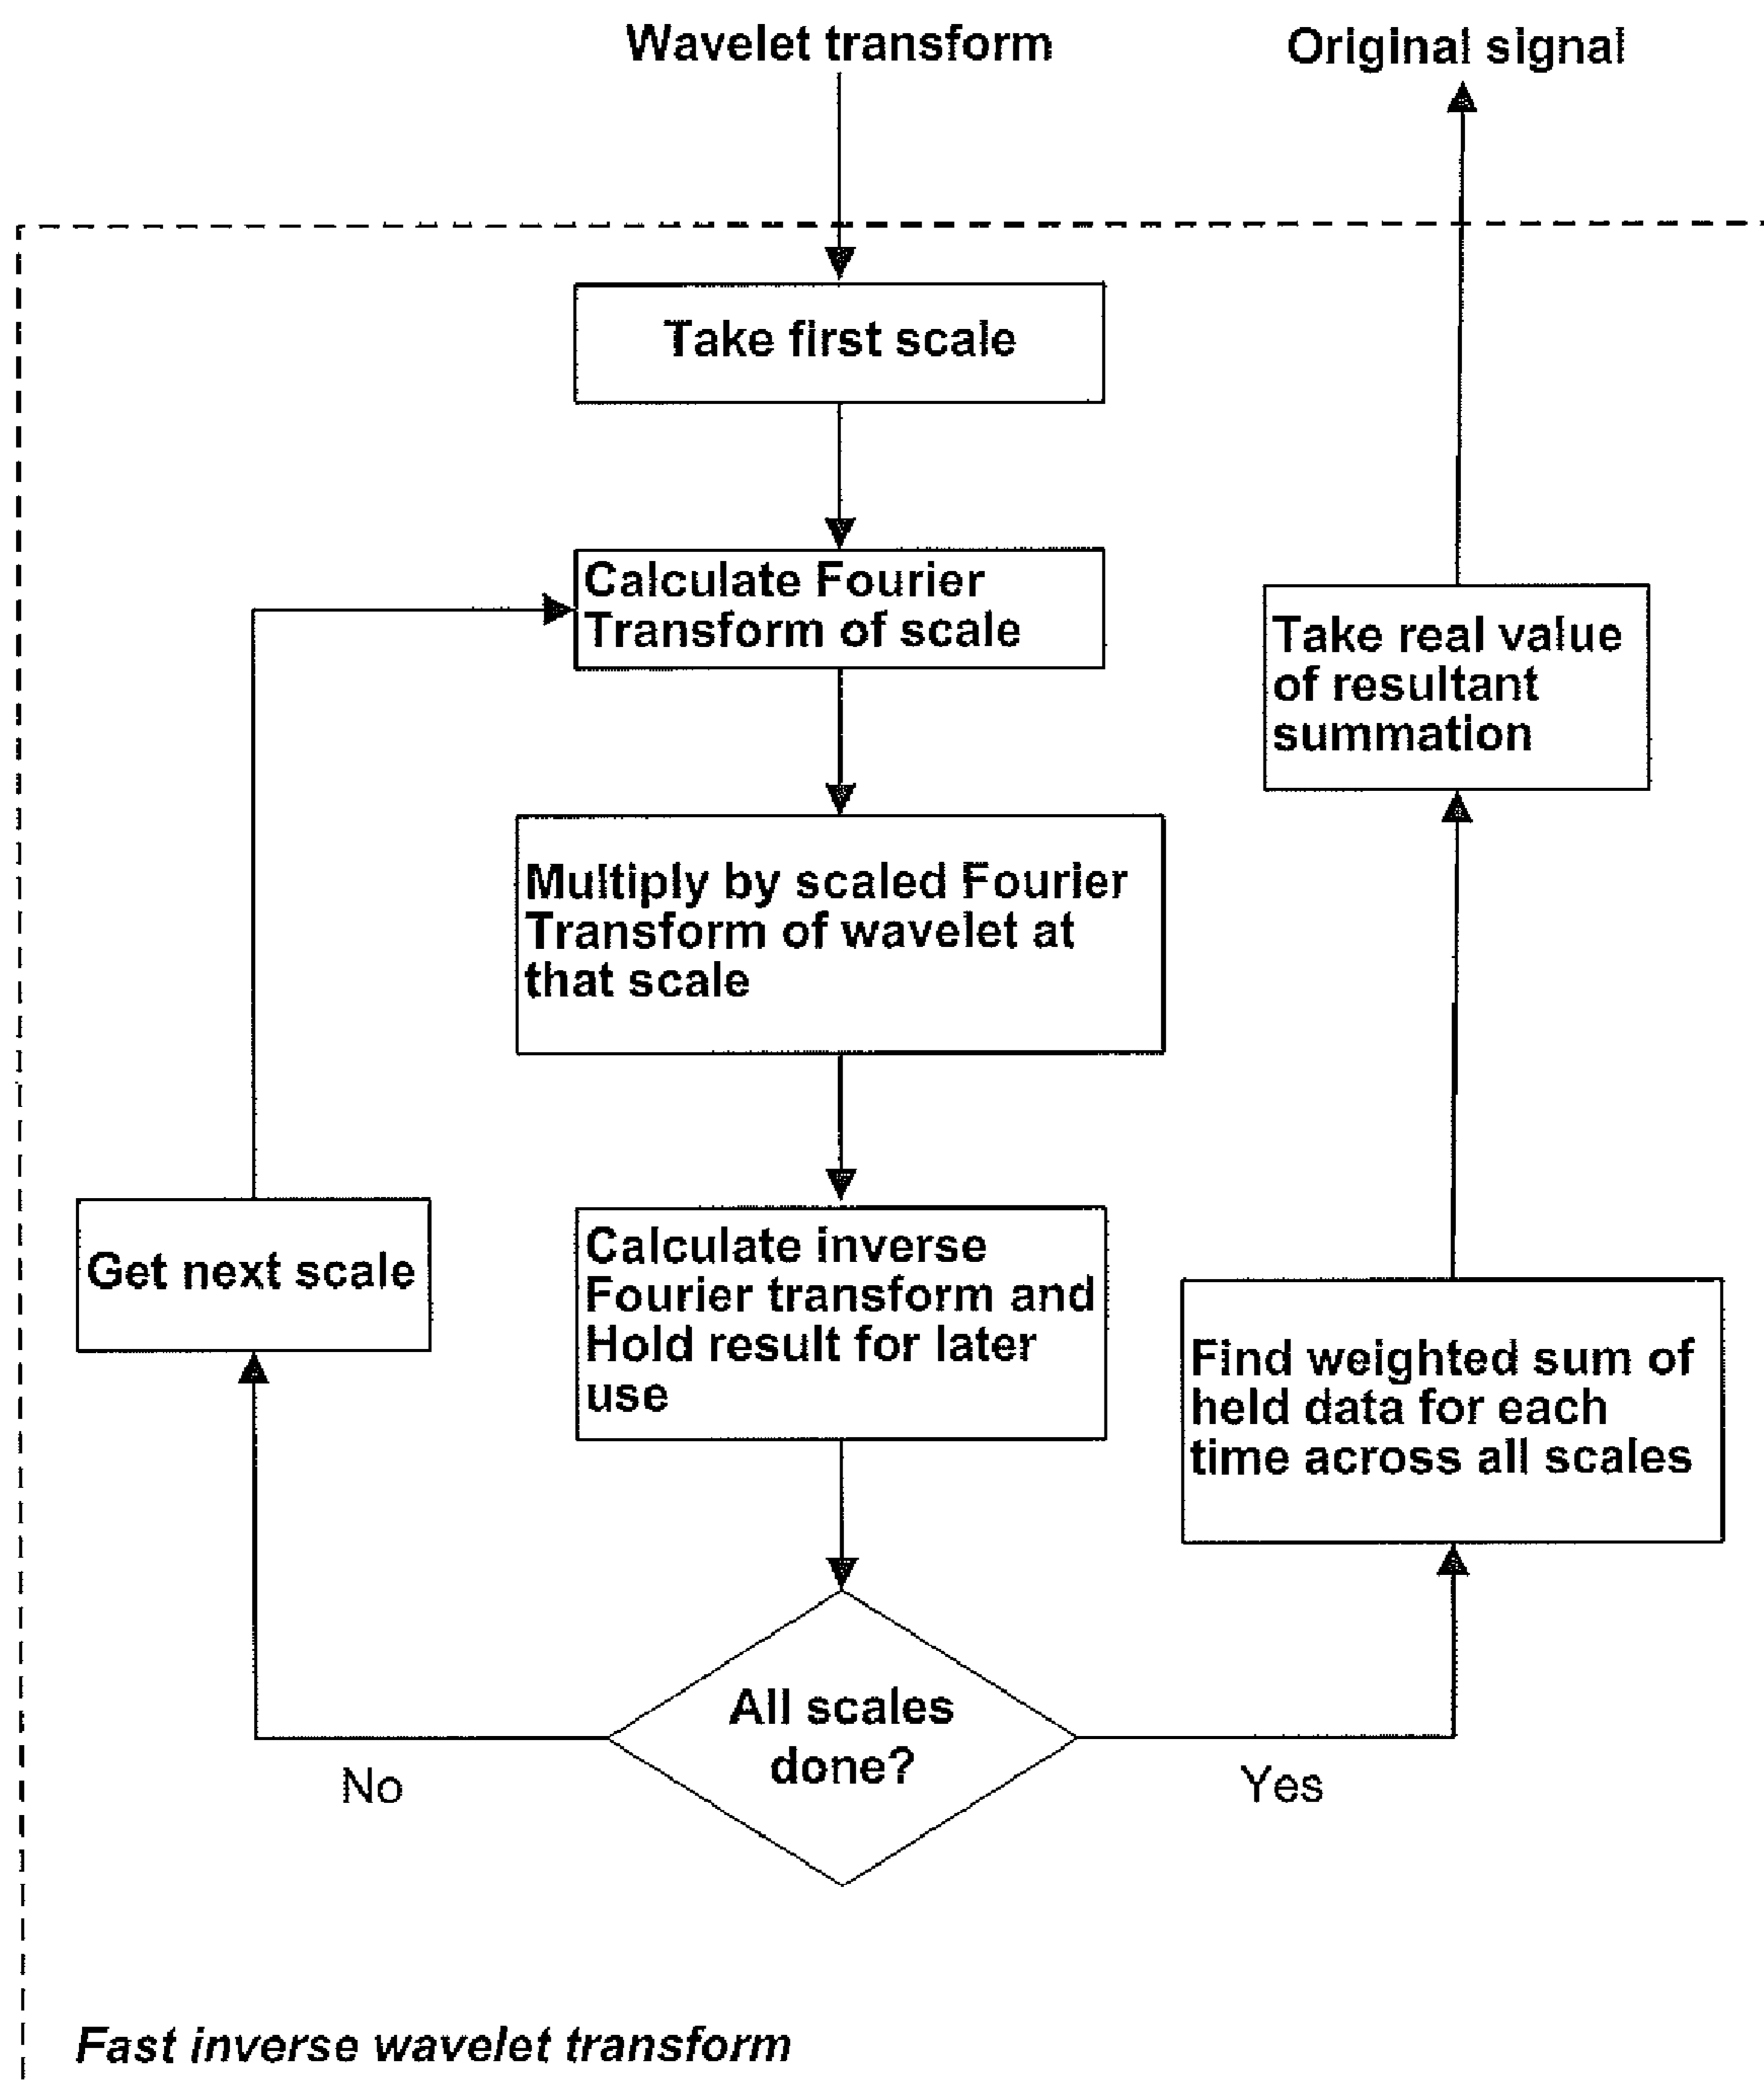 Wavelet transform
Original signal
Take first scale
Calculate Fourier
Transform of scale
Take real value
of resultant
summation
Multiply by scaled Fourier
Transform of wavelet at
that scale
Get next scale
Calculate inverse
Fourier transform and
Hold result for later
use
Find weighted sum of
held data for each
time across all scales
All scales
done?
No
Yes
Fast inverse wavelet transform